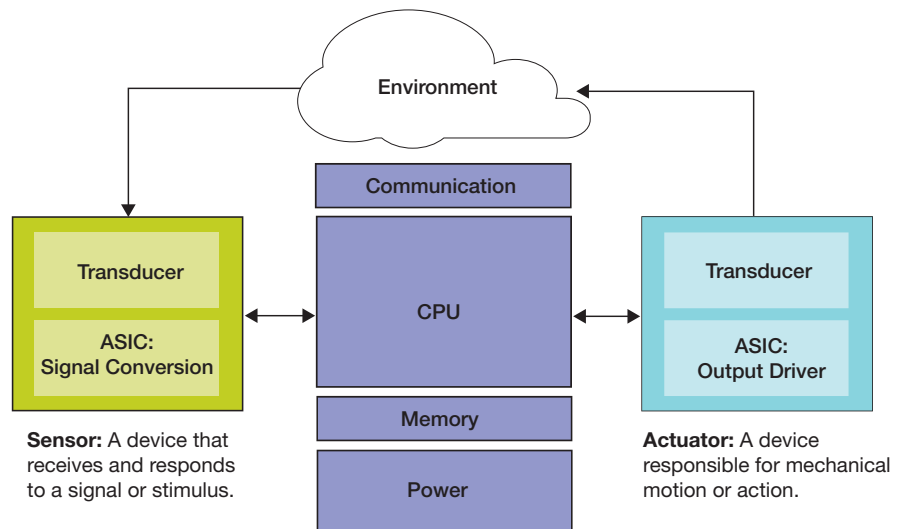 Environment
Communication
Transducer
ASIC:
Signal Conversion
CPU
Transducer
ASIC:
Output Driver
Memory
Power
Sensor: A device that
receives and responds
to a signal or stimulus.
Actuator: A device
responsible for mechanical
motion or action.